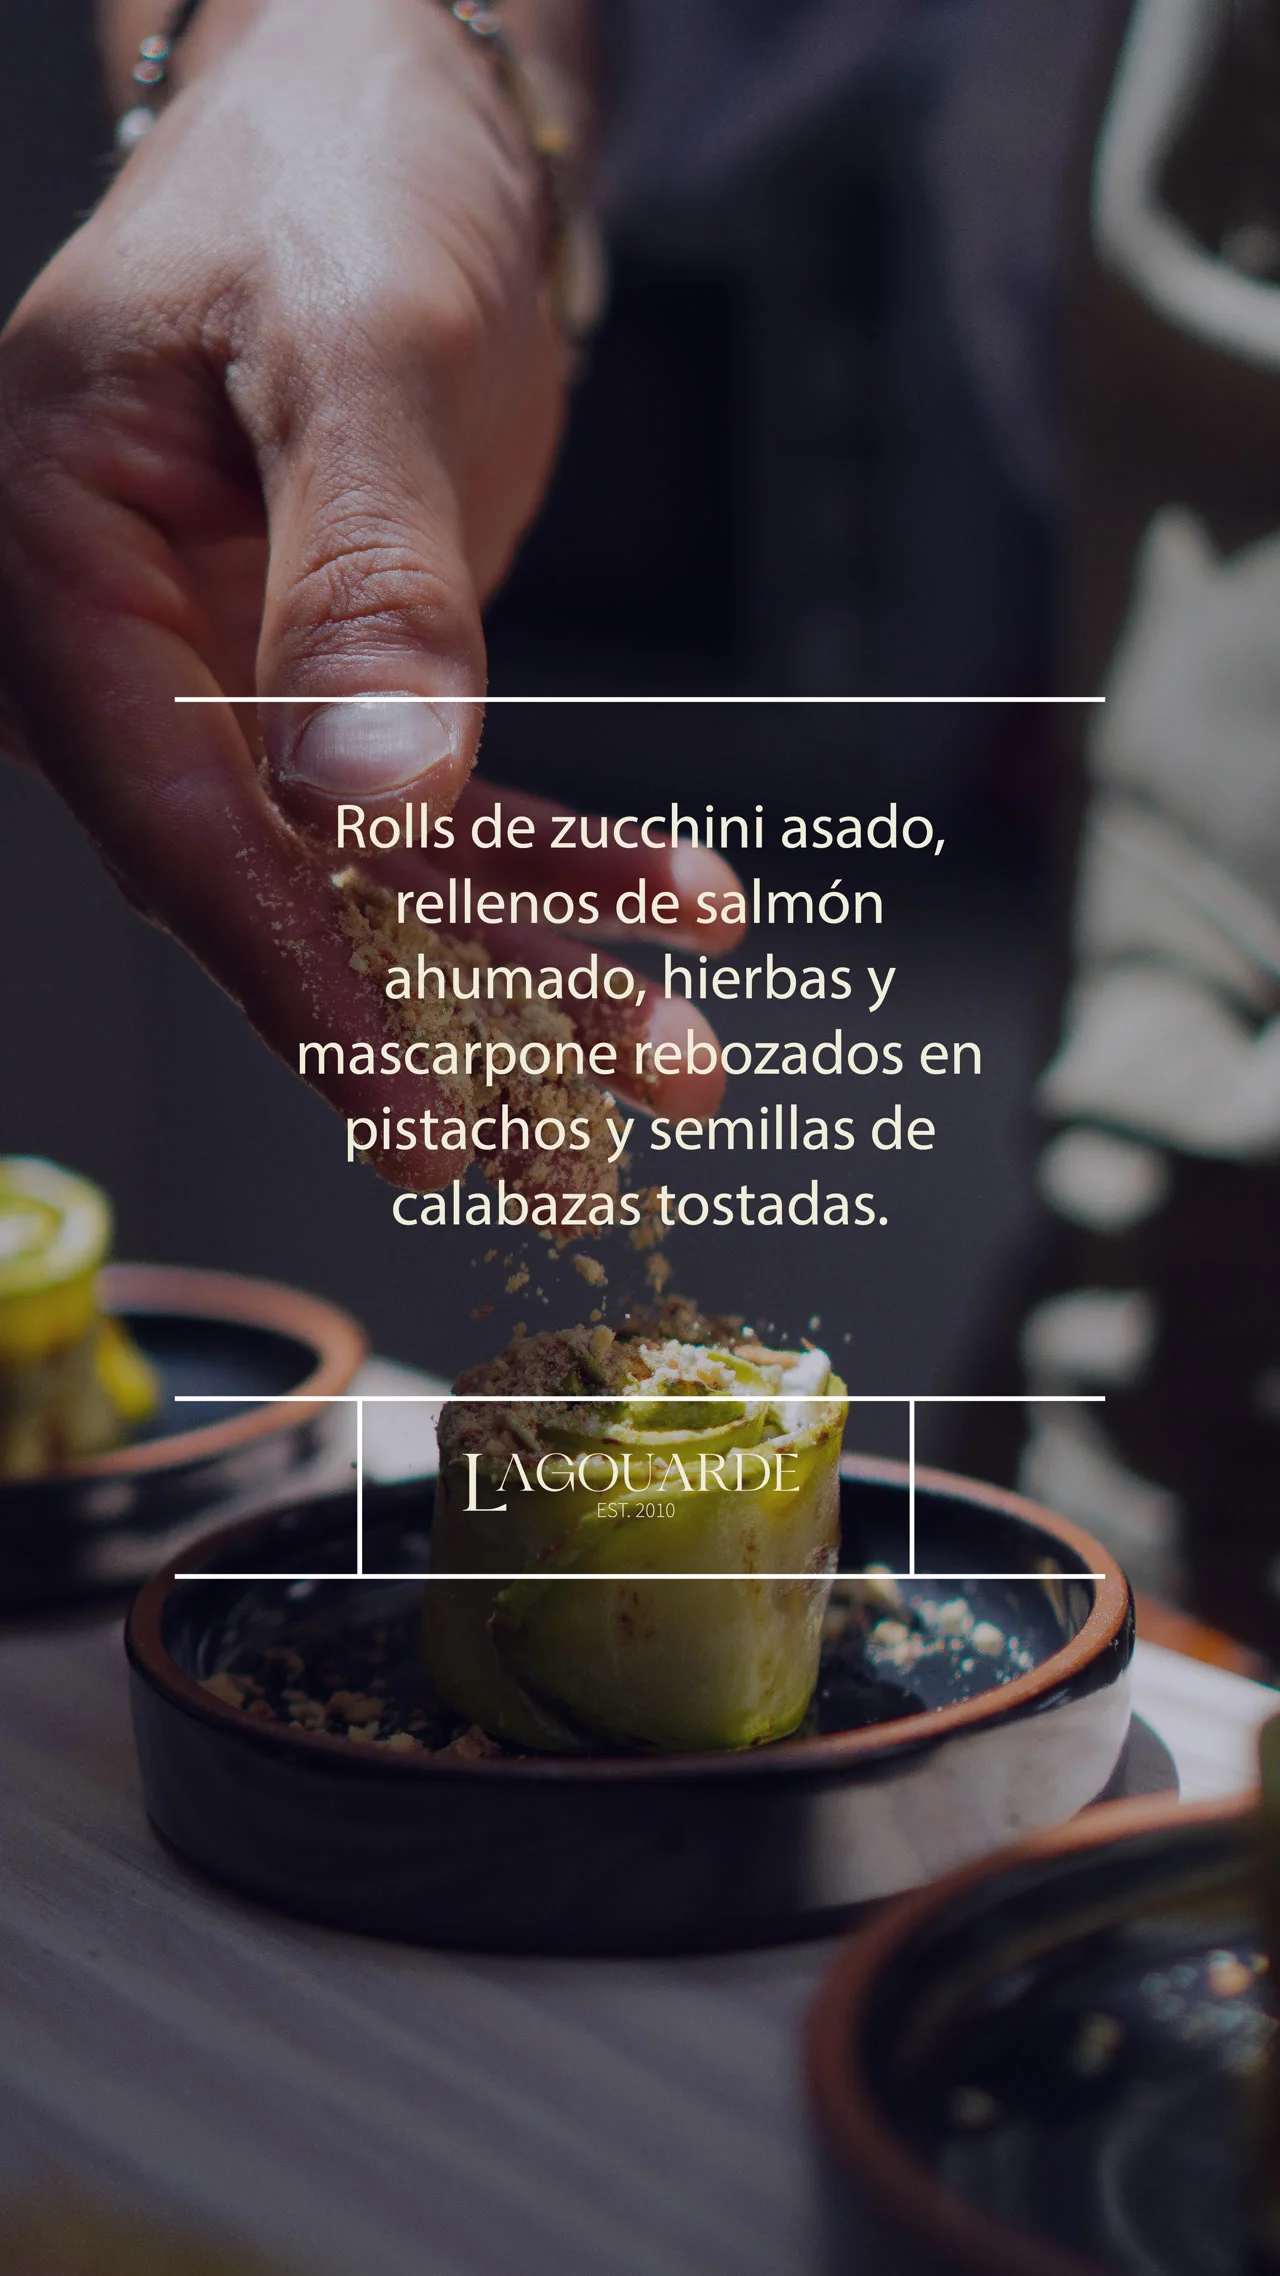 Rolls de zucchini asado,
rellenos de salmón
ahumado, hierbas y
mascarpone rebozados en
pistachos y semillas de
calabazas tostadas.
LAGOUARDE
EST. 2010